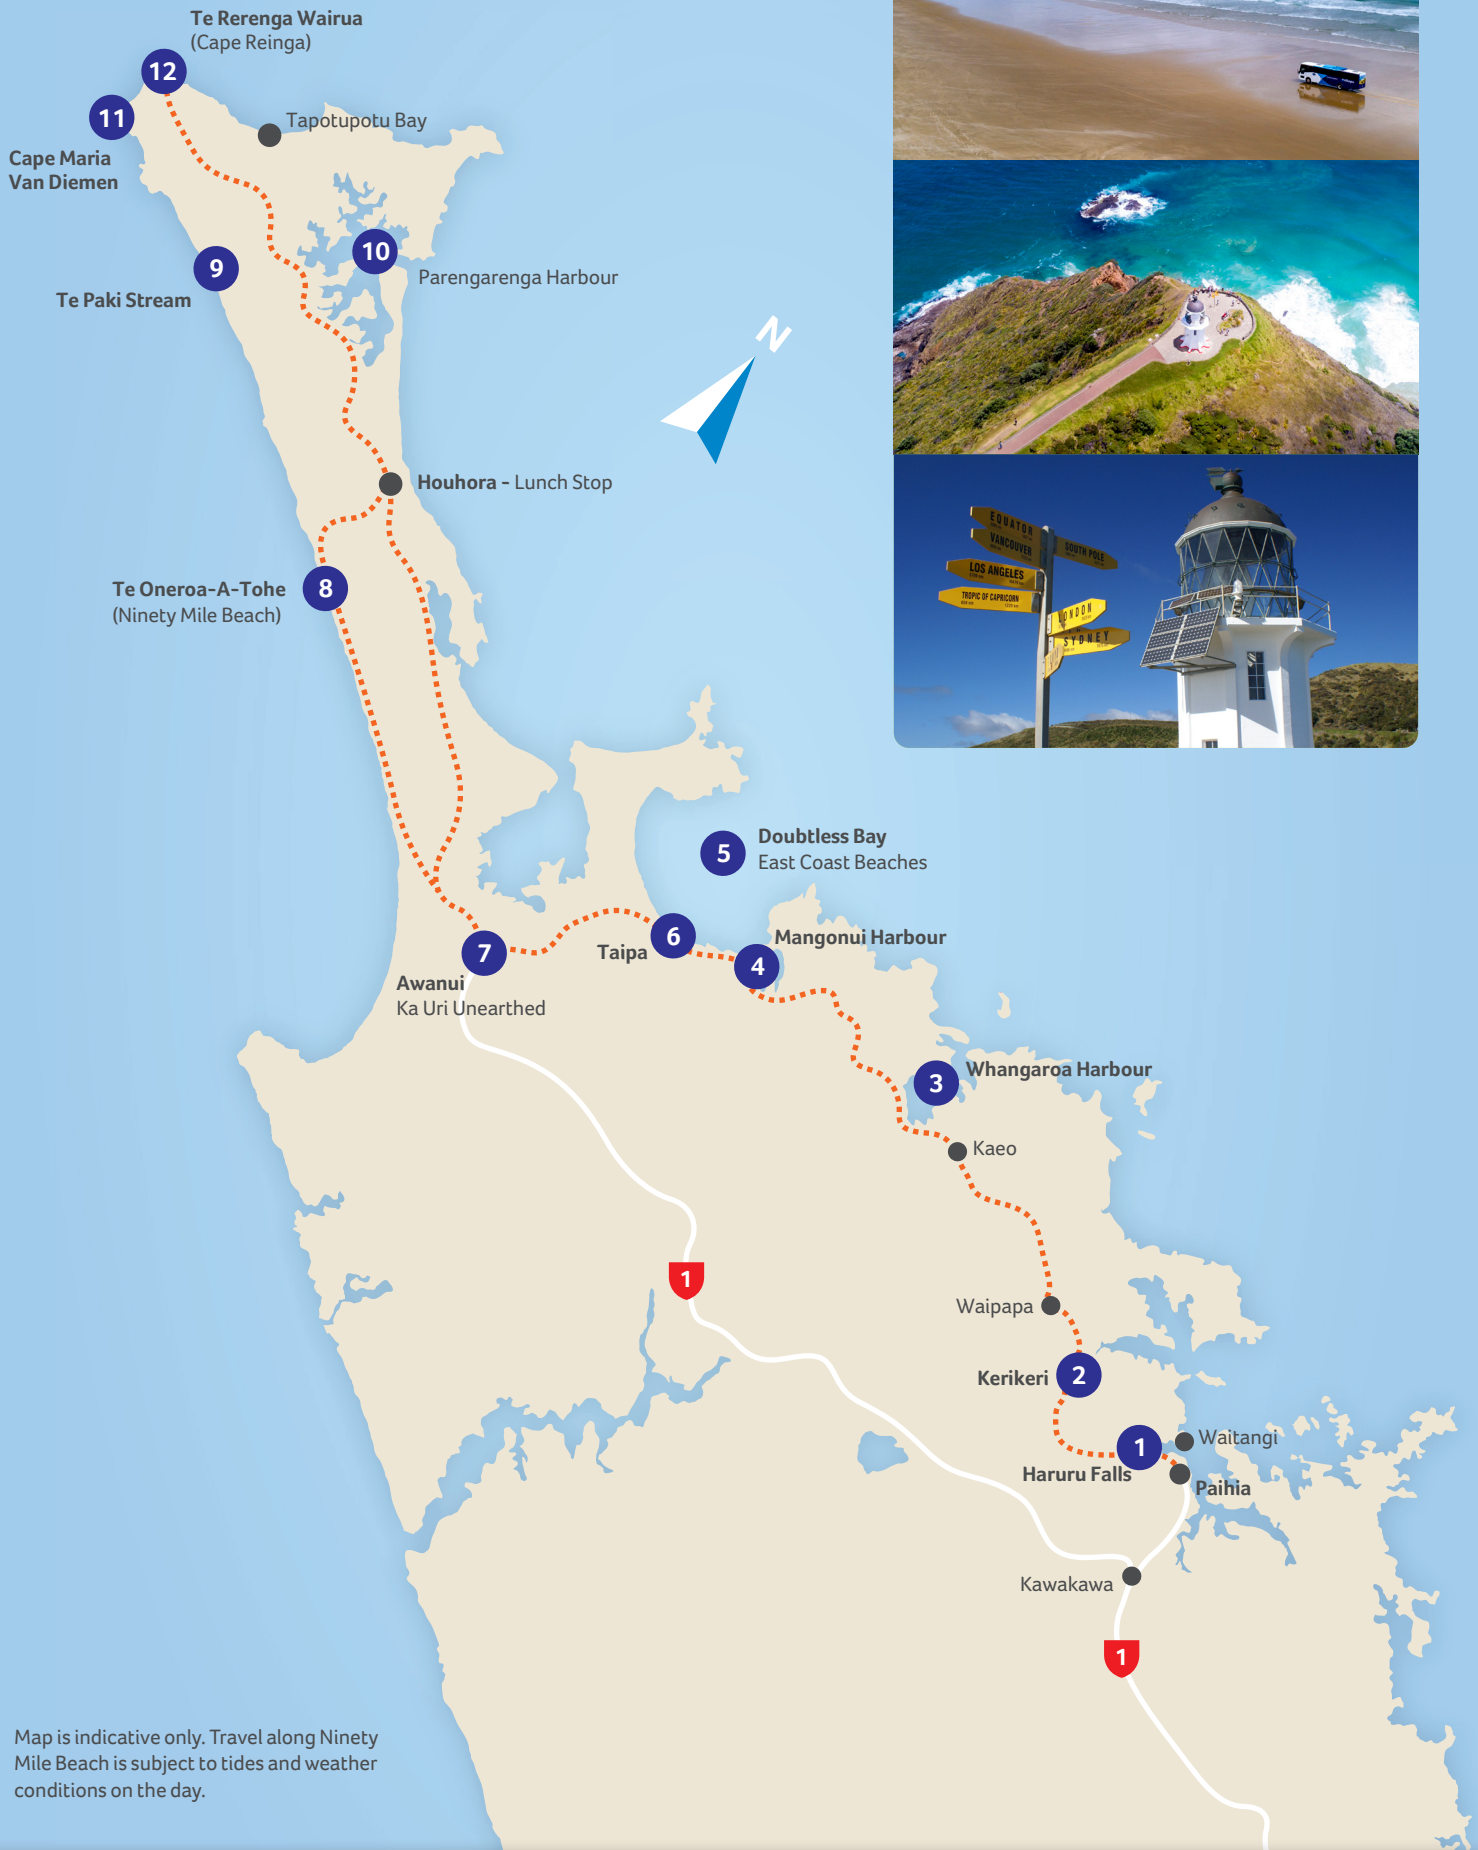 Te Rerenga Wairua
(Cape Reinga)
12
11
Tapotupotu Bay
Cape Maria
Van Diemen
10
9
Parengarenga Harbour
Te Paki Stream
N
Houhora - Lunch Stop
Te Oneroa-A-Tohe
(Ninety Mile Beach)
8
EQUATOR
VANCOUVER
SOUTH POLE
LOS ANGELES
TROPIC OF CAPRICORN
LONDON
SYDNEY
5
Doubtless Bay
East Coast Beaches
6
Taipa
Mangonui Harbour
4
7
Awanui
Ka Uri Unearthed
3
Whangaroa Harbour
Kaeo
1
Waipapa
Kerikeri
2
1
Waitangi
Haruru Falls
Paihia
Kawakawa
1
Map is indicative only. Travel along Ninety
Mile Beach is subject to tides and weather
conditions on the day.